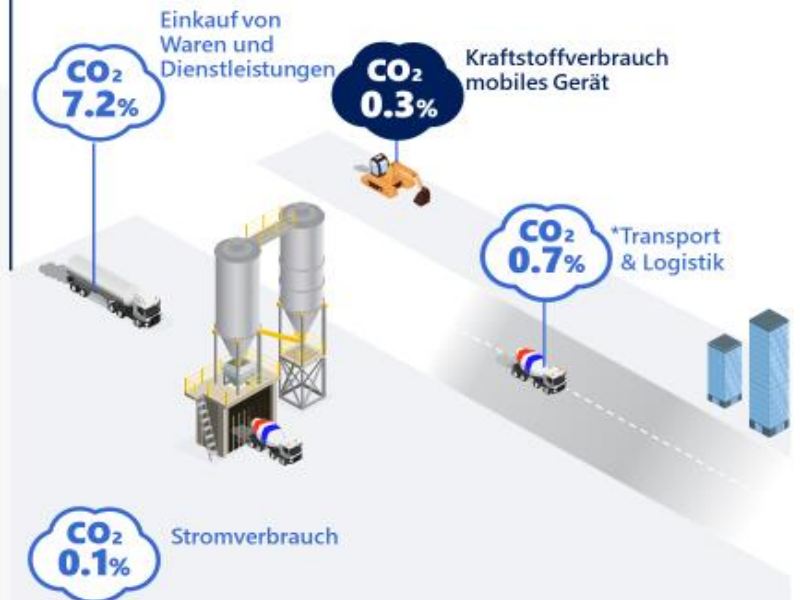 Einkauf von
Waren und
Dienstleistungen
CO₂
7.2%
CO₂
0.3%
Kraftstoffverbrauch
mobiles Gerät
CO₂
0.7%
*Transport
& Logistik
CO₂
0.1%
Stromverbrauch